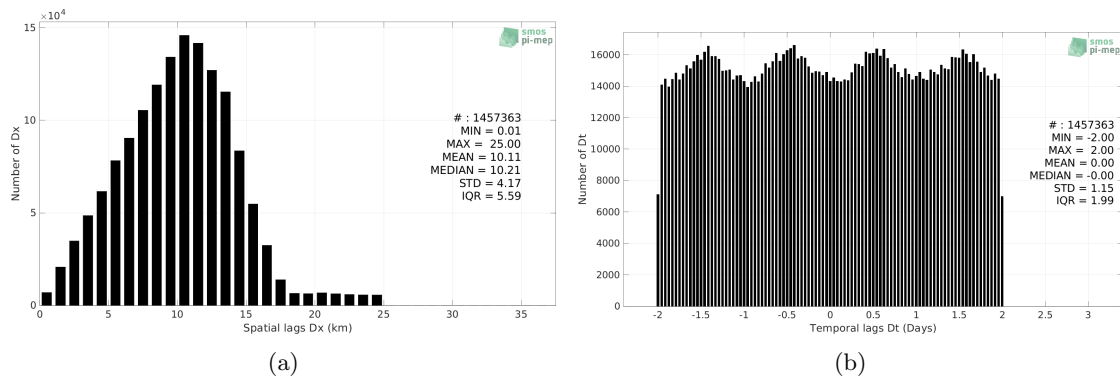 ×10⁴
15
10
5
0
0 5 10 15 20 25 30 35
Number of Dx
Spatial lags Dx (km)
smos
pi-mep
# : 1457363
MIN = 0.01
MAX = 25.00
MEAN = 10.11
MEDIAN = 10.21
STD = 4.17
IQR = 5.59
(a)
16000
14000
12000
10000
8000
6000
4000
2000
0
-2 -1.5 -1 -0.5 0 0.5 1 1.5 2 2.5 3
Number of Dt
Temporal lags Dt (Days)
smos
pi-mep
# : 1457363
MIN = -2.00
MAX = 2.00
MEAN = 0.00
MEDIAN = -0.00
STD = 1.15
IQR = 1.99
(b)